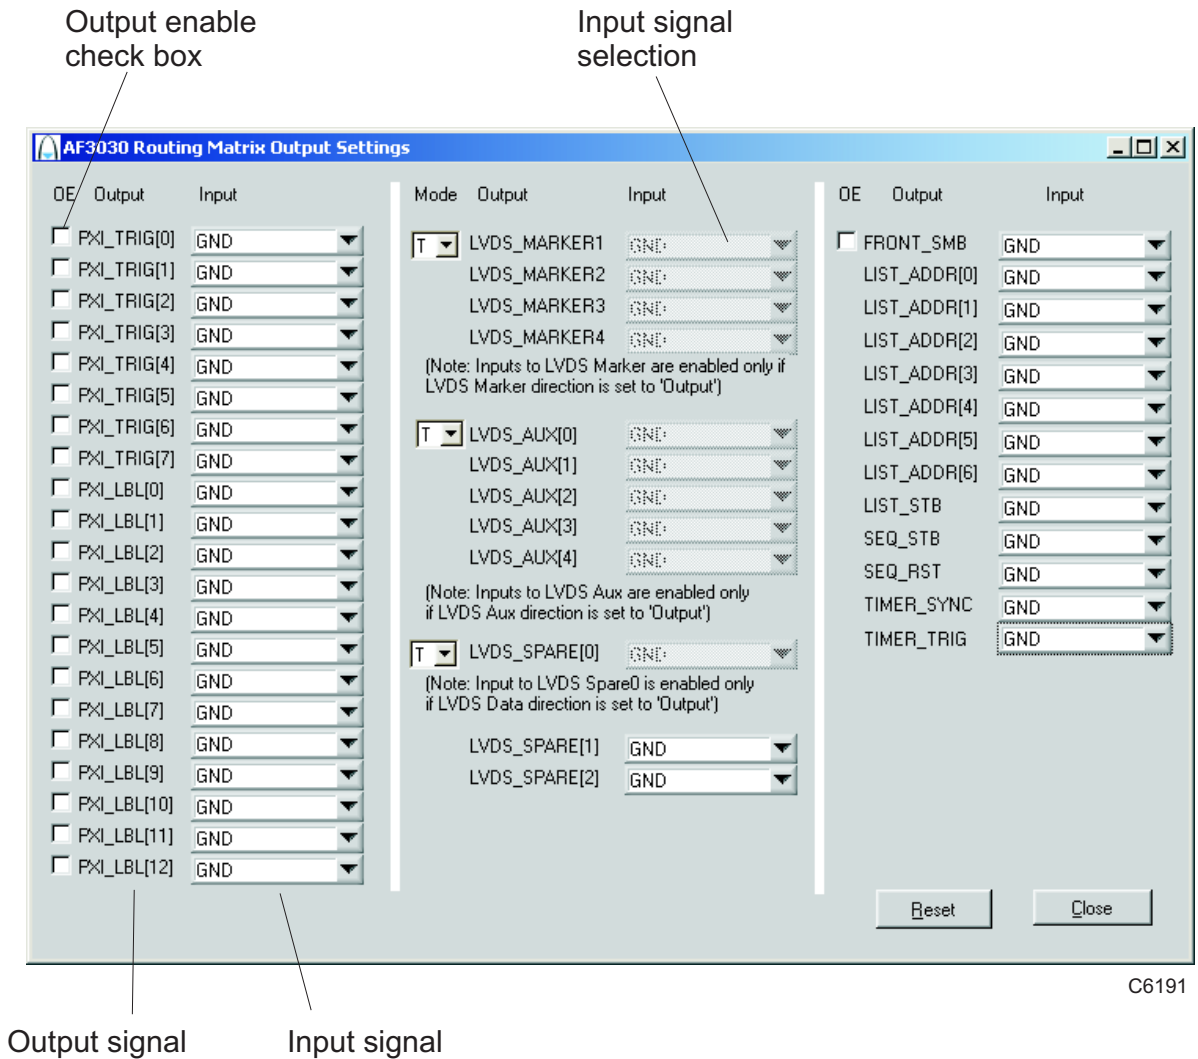 Output enable
check box
Input signal
selection
AF3030 Routing Matrix Output Settings
OE Output Input
PXI_TRIG[0] GND
PXI_TRIG[1] GND
PXI_TRIG[2] GND
PXI_TRIG[3] GND
PXI_TRIG[4] GND
PXI_TRIG[5] GND
PXI_TRIG[6] GND
PXI_TRIG[7] GND
PXI_LBL[0] GND
PXI_LBL[1] GND
PXI_LBL[2] GND
PXI_LBL[3] GND
PXI_LBL[4] GND
PXI_LBL[5] GND
PXI_LBL[6] GND
PXI_LBL[7] GND
PXI_LBL[8] GND
PXI_LBL[9] GND
PXI_LBL[10] GND
PXI_LBL[11] GND
PXI_LBL[12] GND
Mode Output Input
T LVDS_MARKER1 GND
LVDS_MARKER2 GND
LVDS_MARKER3 GND
LVDS_MARKER4 GND
(Note: Inputs to LVDS Marker are enabled only if
LVDS Marker direction is set to 'Output')
T LVDS_AUX[0] GND
LVDS_AUX[1] GND
LVDS_AUX[2] GND
LVDS_AUX[3] GND
LVDS_AUX[4] GND
(Note: Inputs to LVDS Aux are enabled only
if LVDS Aux direction is set to 'Output')
T LVDS_SPARE[0] GND
(Note: Input to LVDS Spare0 is enabled only
if LVDS Data direction is set to 'Output')
LVDS_SPARE[1] GND
LVDS_SPARE[2] GND
OE Output Input
FRONT_SMB GND
LIST_ADDR[0] GND
LIST_ADDR[1] GND
LIST_ADDR[2] GND
LIST_ADDR[3] GND
LIST_ADDR[4] GND
LIST_ADDR[5] GND
LIST_ADDR[6] GND
LIST_STB GND
SEQ_STB GND
SEQ_RST GND
TIMER_SYNC GND
TIMER_TRIG GND
Reset Close
C6191
Output signal Input signal